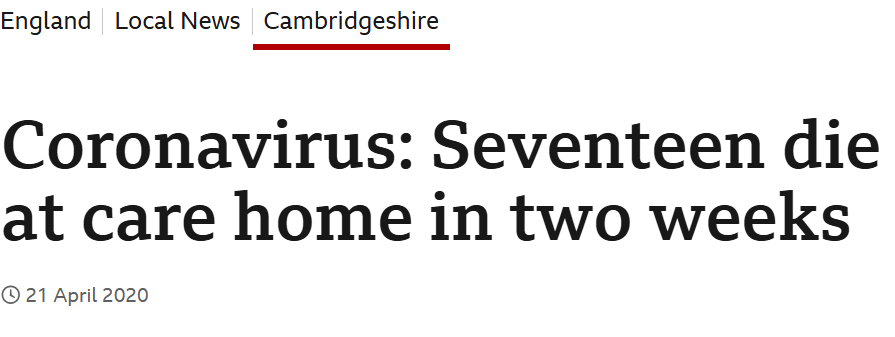 England Local News Cambridgeshire
Coronavirus: Seventeen die
at care home in two weeks
21 April 2020